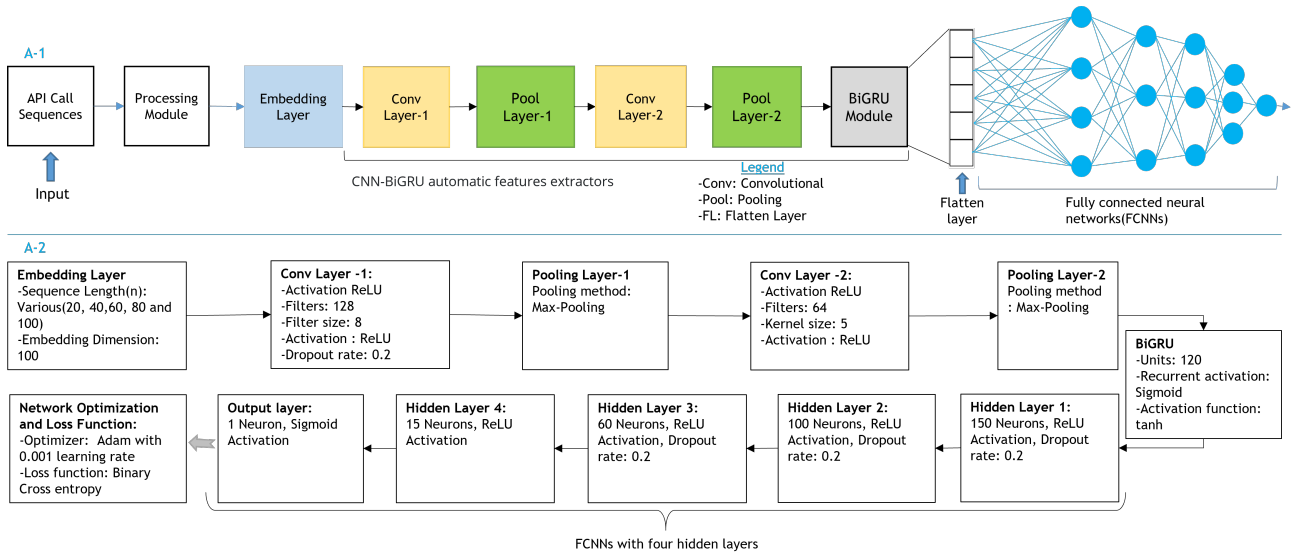 A-1
API Call
Sequences
Processing
Module
Embedding
Layer
Conv
Layer-1
Pool
Layer-1
Conv
Layer-2
Pool
Layer-2
BiGRU
Module
Input
CNN-BiGRU automatic features extractors
Legend
-Conv: Convolutional
-Pool: Pooling
-FL: Flatten Layer
Flatten
layer
Fully connected neural
networks(FCNNs)
A-2
Embedding Layer
-Sequence Length(n):
Various(20, 40,60, 80 and
100)
-Embedding Dimension:
100
Conv Layer -1:
-Activation ReLU
-Filters: 128
-Filter size: 8
-Activation : ReLU
-Dropout rate: 0.2
Pooling Layer-1
Pooling method:
Max-Pooling
Conv Layer -2:
-Activation ReLU
-Filters: 64
-Kernel size: 5
-Activation : ReLU
Pooling Layer-2
Pooling method
: Max-Pooling
BiGRU
-Units: 120
-Recurrent activation:
Sigmoid
-Activation function:
tanh
Hidden Layer 1:
150 Neurons, ReLU
Activation, Dropout
rate: 0.2
Hidden Layer 2:
100 Neurons, ReLU
Activation, Dropout
rate: 0.2
Hidden Layer 3:
60 Neurons, ReLU
Activation, Dropout
rate: 0.2
Hidden Layer 4:
15 Neurons, ReLU
Activation
Output layer:
1 Neuron, Sigmoid
Activation
Network Optimization
and Loss Function:
-Optimizer:  Adam with
0.001 learning rate
-Loss function: Binary
Cross entropy
FCNNs with four hidden layers